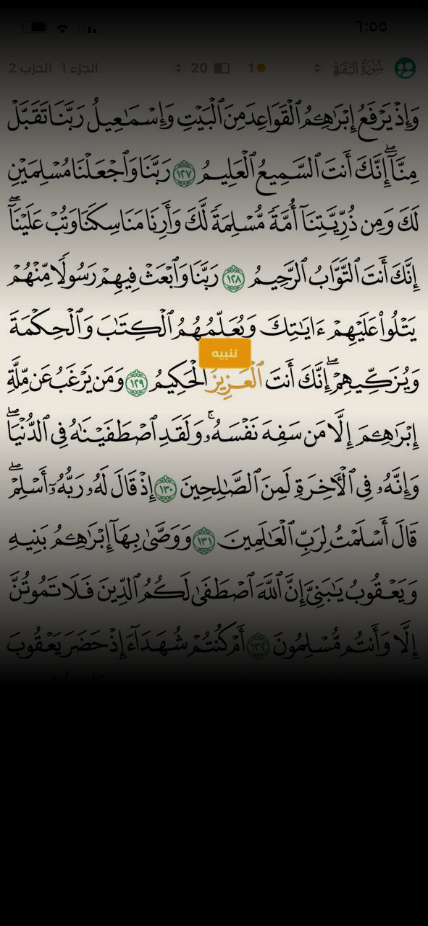 ٦:٥٥
سُورَةُ البَقَرَةِ 1 20 الجزء ١ الحزب 2
وَإِذْ يَرْفَعُ إِبْرَٰهِـۧمُ ٱلْقَوَاعِدَ مِنَ ٱلْبَيْتِ وَإِسْمَـٰعِيلُ رَبَّنَا تَقَبَّلْ
مِنَّآ ۖ إِنَّكَ أَنتَ ٱلسَّمِيعُ ٱلْعَلِيمُ ١٢٧ رَبَّنَا وَٱجْعَلْنَا مُسْلِمَيْنِ
لَكَ وَمِن ذُرِّيَّتِنَآ أُمَّةً مُّسْلِمَةً لَّكَ وَأَرِنَا مَنَاسِكَنَا وَتُبْ عَلَيْنَآ ۖ
إِنَّكَ أَنتَ ٱلتَّوَّابُ ٱلرَّحِيمُ ١٢٨ رَبَّنَا وَٱبْعَثْ فِيهِمْ رَسُولًا مِّنْهُمْ
يَتْلُوا۟ عَلَيْهِمْ ءَايَـٰتِكَ وَيُعَلِّمُهُمُ ٱلْكِتَـٰبَ وَٱلْحِكْمَةَ
تنبيه
وَيُزَكِّيهِمْ ۚ إِنَّكَ أَنتَ ٱلْعَزِيزُ ٱلْحَكِيمُ ١٢٩ وَمَن يَرْغَبُ عَن مِّلَّةِ
إِبْرَٰهِـۧمَ إِلَّا مَن سَفِهَ نَفْسَهُۥ ۚ وَلَقَدِ ٱصْطَفَيْنَـٰهُ فِى ٱلدُّنْيَا ۖ
وَإِنَّهُۥ فِى ٱلْـَٔاخِرَةِ لَمِنَ ٱلصَّـٰلِحِينَ ١٣٠ إِذْ قَالَ لَهُۥ رَبُّهُۥٓ أَسْلِمْ ۖ
قَالَ أَسْلَمْتُ لِرَبِّ ٱلْعَـٰلَمِينَ ١٣١ وَوَصَّىٰ بِهَآ إِبْرَٰهِـۧمُ بَنِيهِ
وَيَعْقُوبُ يَـٰبَنِىَّ إِنَّ ٱللَّهَ ٱصْطَفَىٰ لَكُمُ ٱلدِّينَ فَلَا تَمُوتُنَّ
إِلَّا وَأَنتُم مُّسْلِمُونَ ١٣٢ أَمْ كُنتُمْ شُهَدَآءَ إِذْ حَضَرَ يَعْقُوبَ